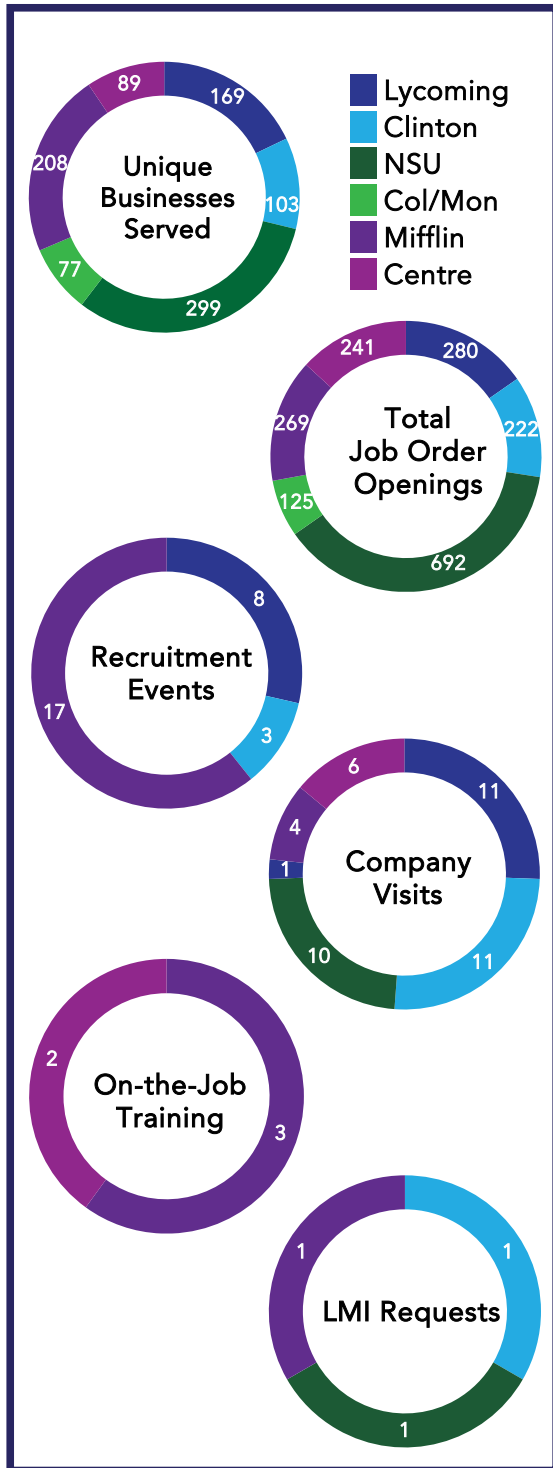 89
169
208
Unique
Businesses
Served
103
77
299
Lycoming
Clinton
NSU
Col/Mon
Mifflin
Centre
241
280
269
Total
Job Order
Openings
222
125
692
8
Recruitment
Events
17
3
6
11
4
1
Company
Visits
10
11
2
On-the-Job
Training
3
1
1
LMI Requests
1